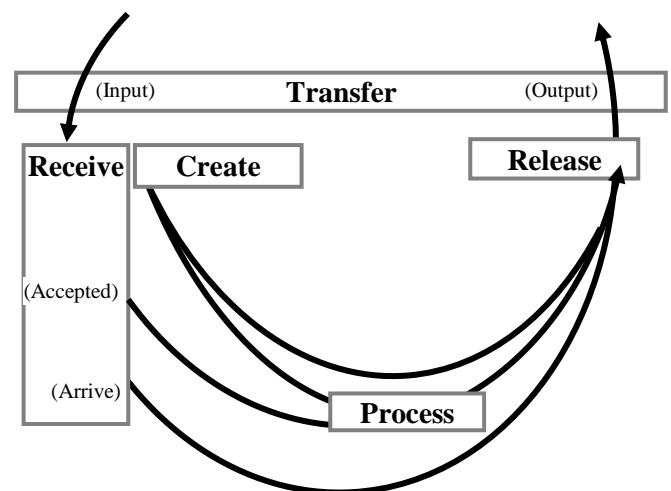 (Input) Transfer (Output)
Receive Create Release
(Accepted)
(Arrive)
Process